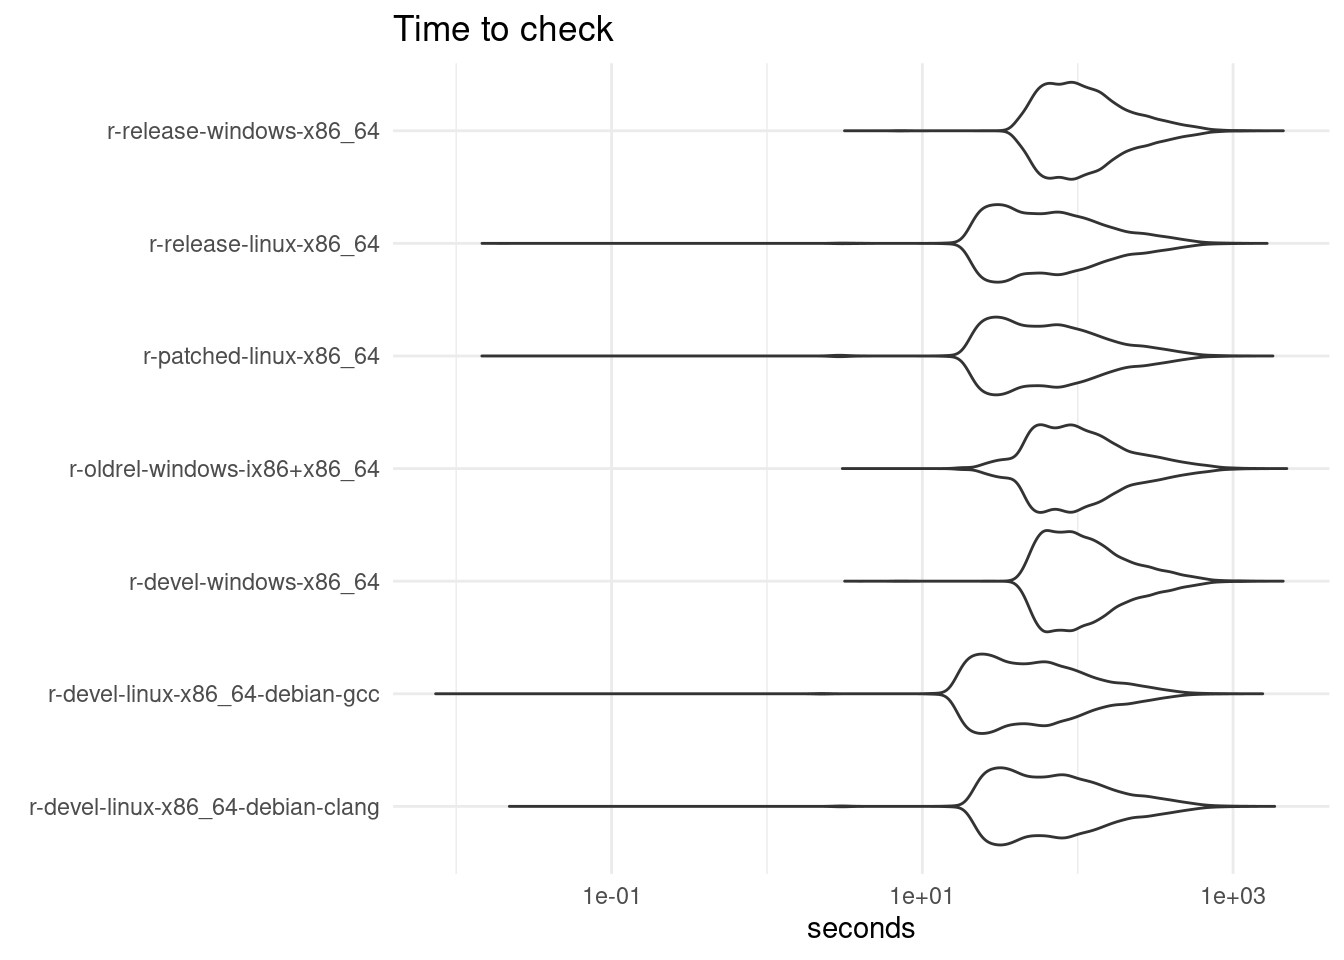 Time to check
r-release-windows-x86_64
r-release-linux-x86_64
r-patched-linux-x86_64
r-oldrel-windows-ix86+x86_64
r-devel-windows-x86_64
r-devel-linux-x86_64-debian-gcc
r-devel-linux-x86_64-debian-clang
1e-01 1e+01 1e+03
seconds